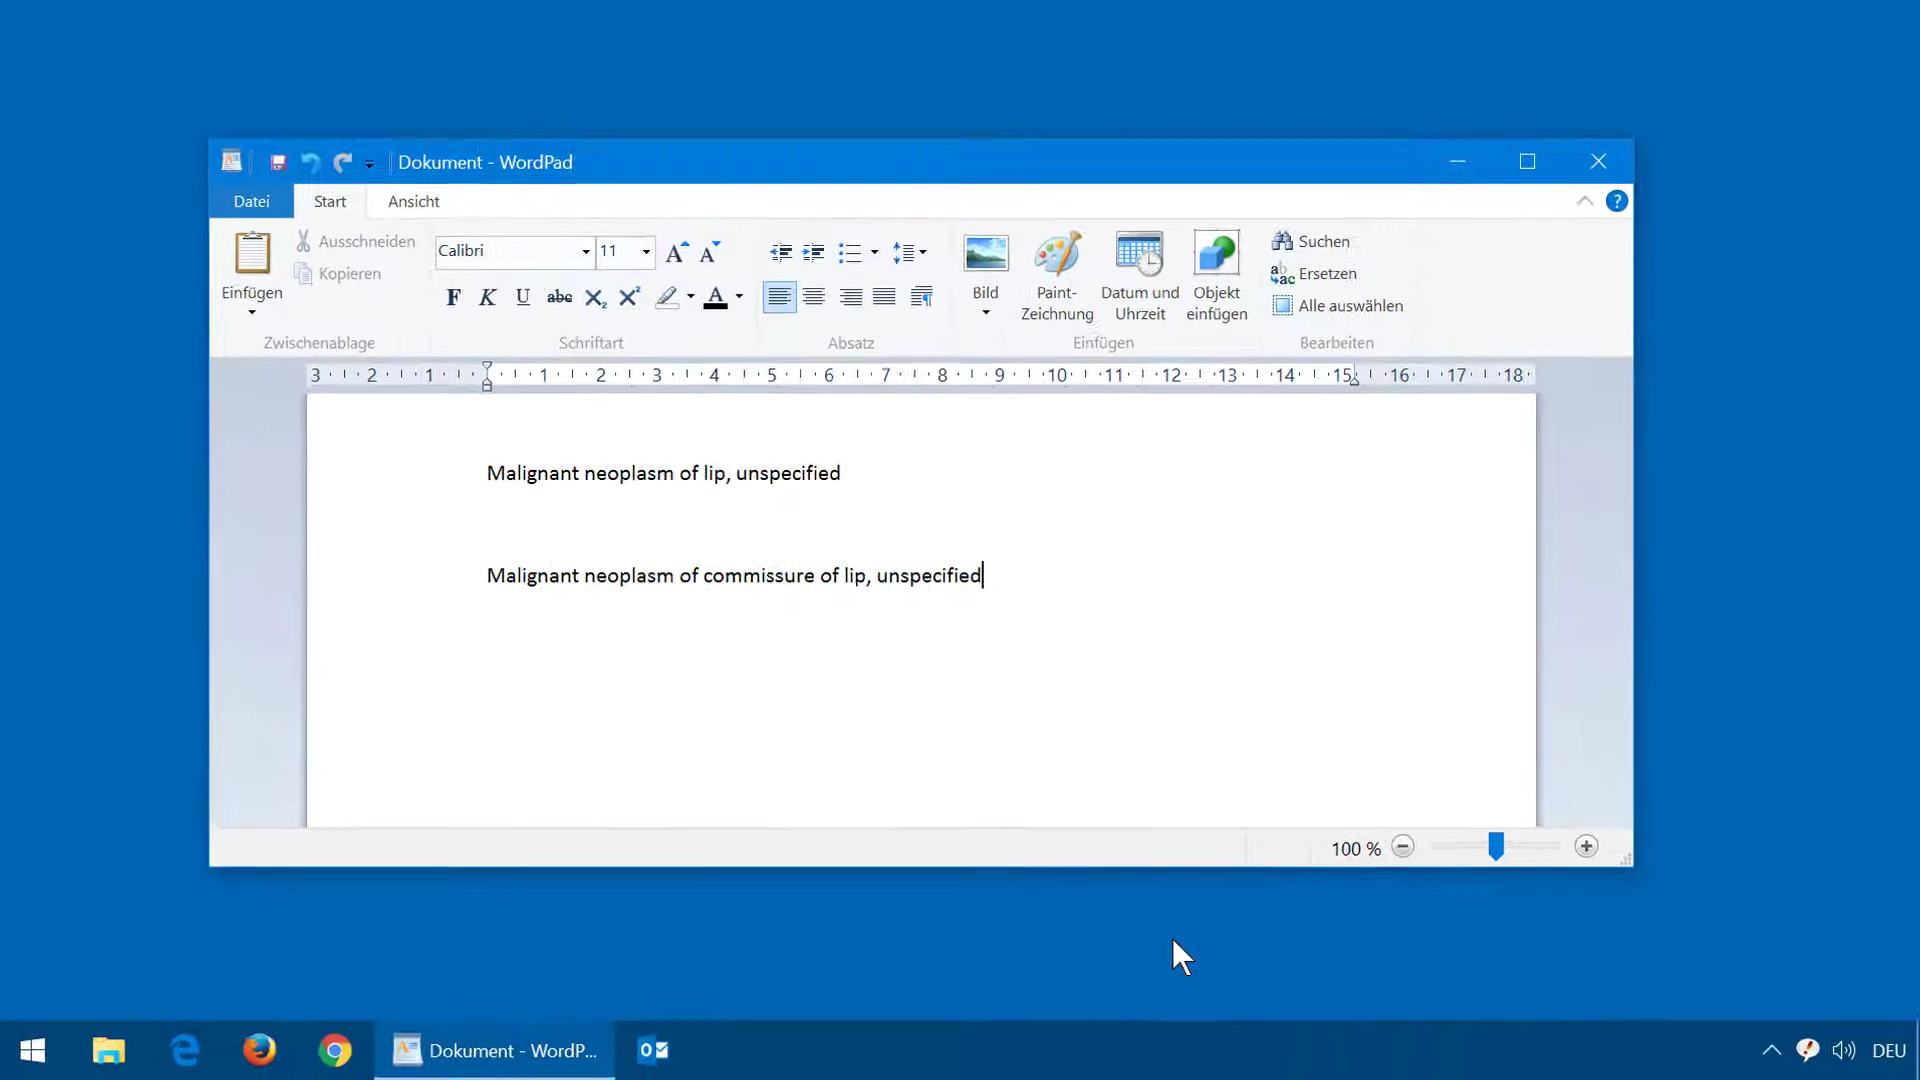 Dokument - WordPad
Datei Start Ansicht
Einfügen
Ausschneiden
Kopieren
Zwischenablage
Calibri 11
F K U abc X₂ X² A
Schriftart
Absatz
Bild
Paint-
Zeichnung
Datum und
Uhrzeit
Objekt
einfügen
Einfügen
Suchen
Ersetzen
Alle auswählen
Bearbeiten
3 2 1 1 2 3 4 5 6 7 8 9 10 11 12 13 14 15 16 17 18
Malignant neoplasm of lip, unspecified
Malignant neoplasm of commissure of lip, unspecified
100 %
Dokument - WordP... DEU